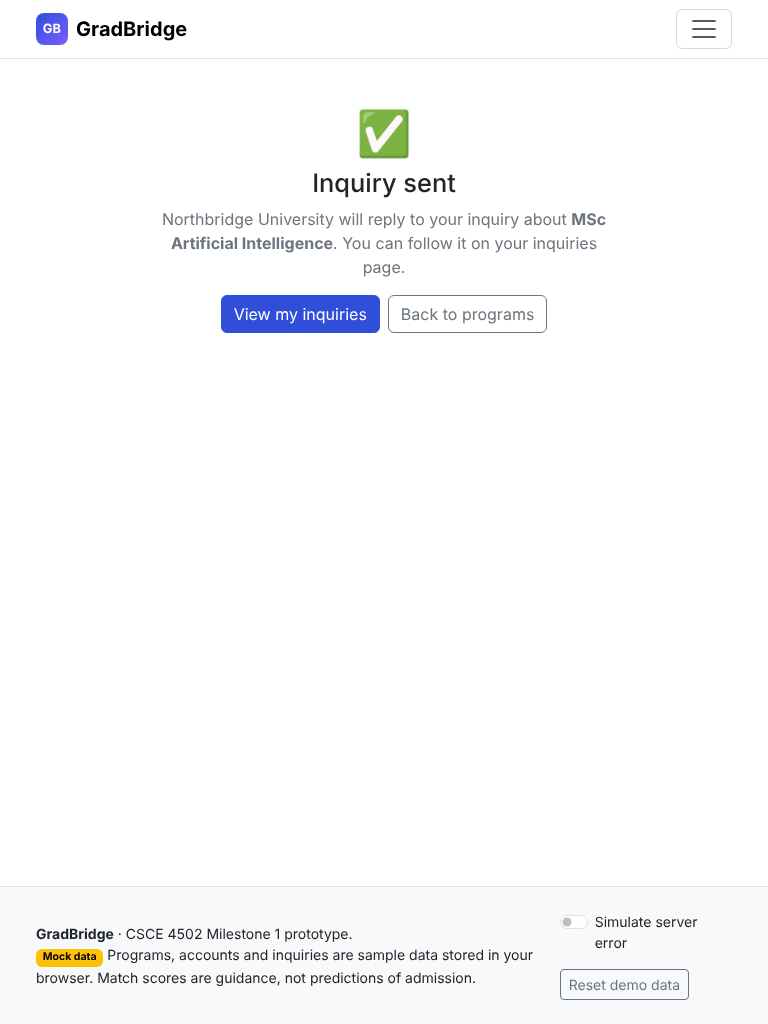 GB GradBridge
Inquiry sent
Northbridge University will reply to your inquiry about MSc
Artificial Intelligence. You can follow it on your inquiries
page.
View my inquiries Back to programs
GradBridge · CSCE 4502 Milestone 1 prototype.
Mock data Programs, accounts and inquiries are sample data stored in your
browser. Match scores are guidance, not predictions of admission.
Simulate server
error
Reset demo data